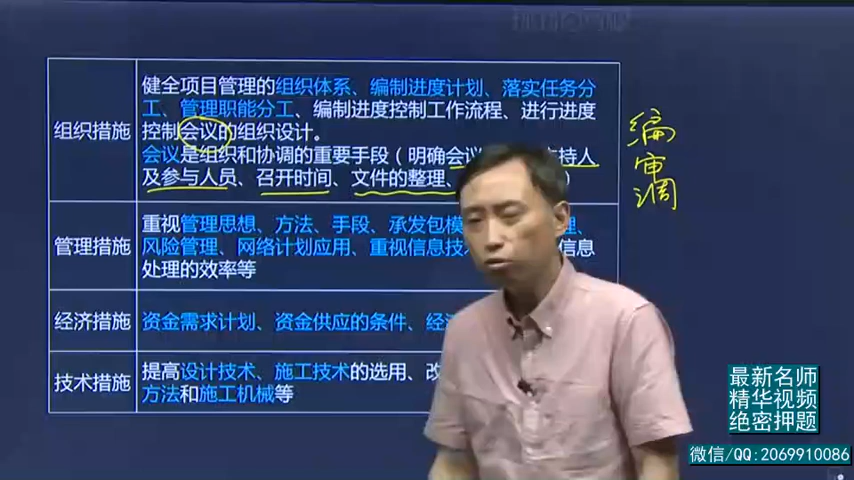 组织措施
健全项目管理的组织体系、编制进度计划、落实任务分
工、管理职能分工、编制进度控制工作流程、进行进度
控制会议的组织设计。
会议是组织和协调的重要手段（明确会议
持人
及参与人员、召开时间、文件的整理、
）
管理措施
重视管理思想、方法、手段、承发包模
理、
风险管理、网络计划应用、重视信息技
信息
处理的效率等
经济措施
资金需求计划、资金供应的条件、经
技术措施
提高设计技术、施工技术的选用、改
方法和施工机械等
编
审
调
最新名师
精华视频
绝密押题
微信/QQ:2069910086